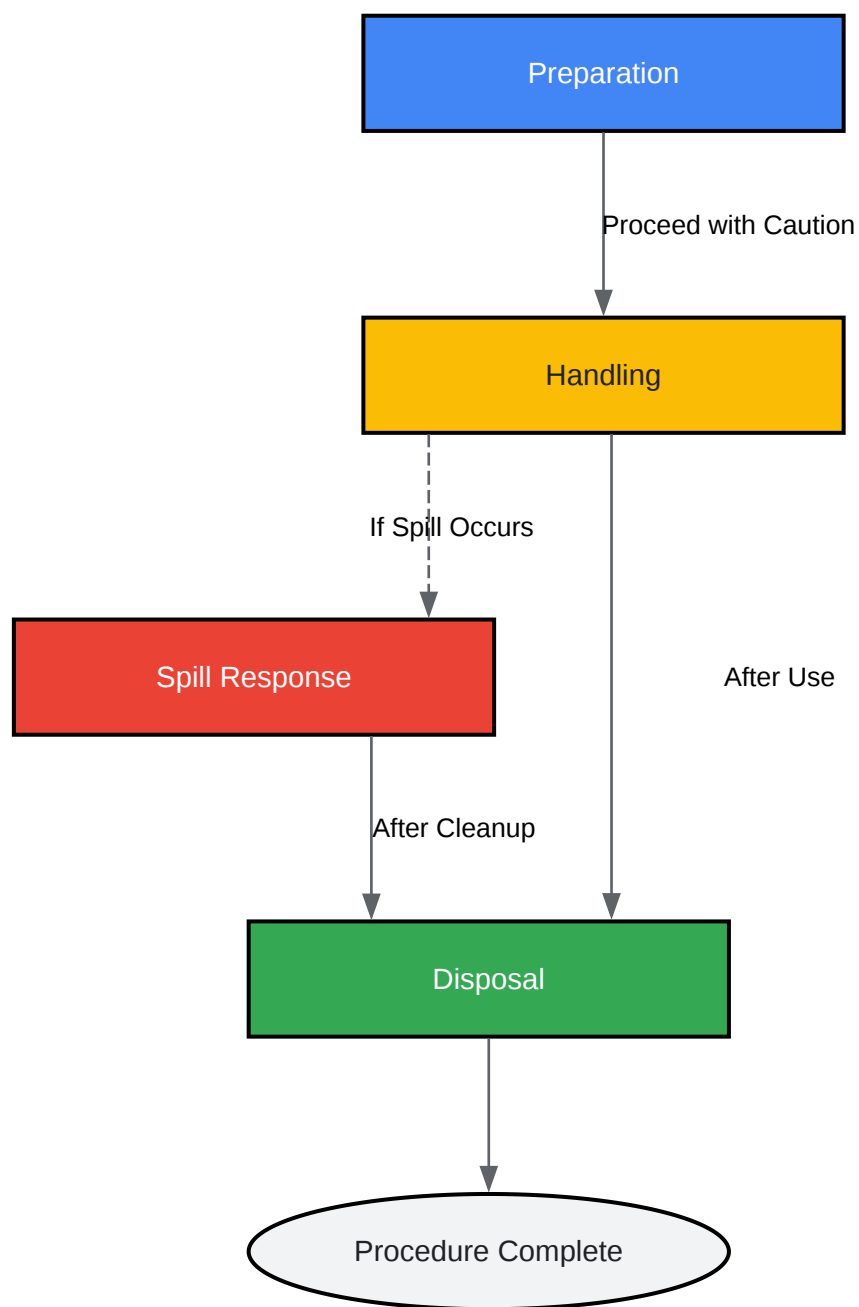 Preparation
Proceed with Caution
Handling
If Spill Occurs
Spill Response
After Use
After Cleanup
Disposal
Procedure Complete